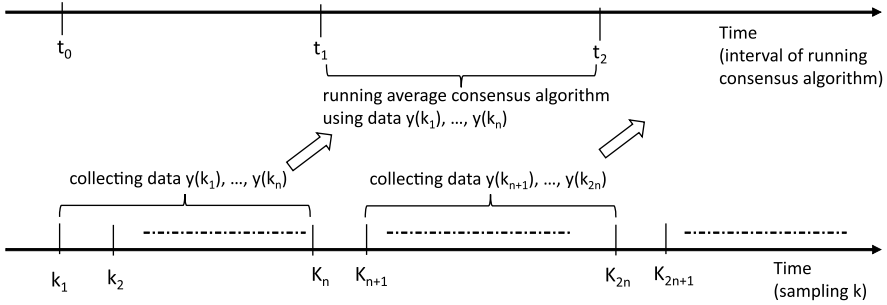 t₀
t₁
t₂
Time
(interval of running
consensus algorithm)
running average consensus algorithm
using data y(k₁), ..., y(kₙ)
collecting data y(k₁), ..., y(kₙ)
collecting data y(kₙ₊₁), ..., y(k₂ₙ)
k₁
k₂
Kₙ
Kₙ₊₁
K₂ₙ
K₂ₙ₊₁
Time
(sampling k)